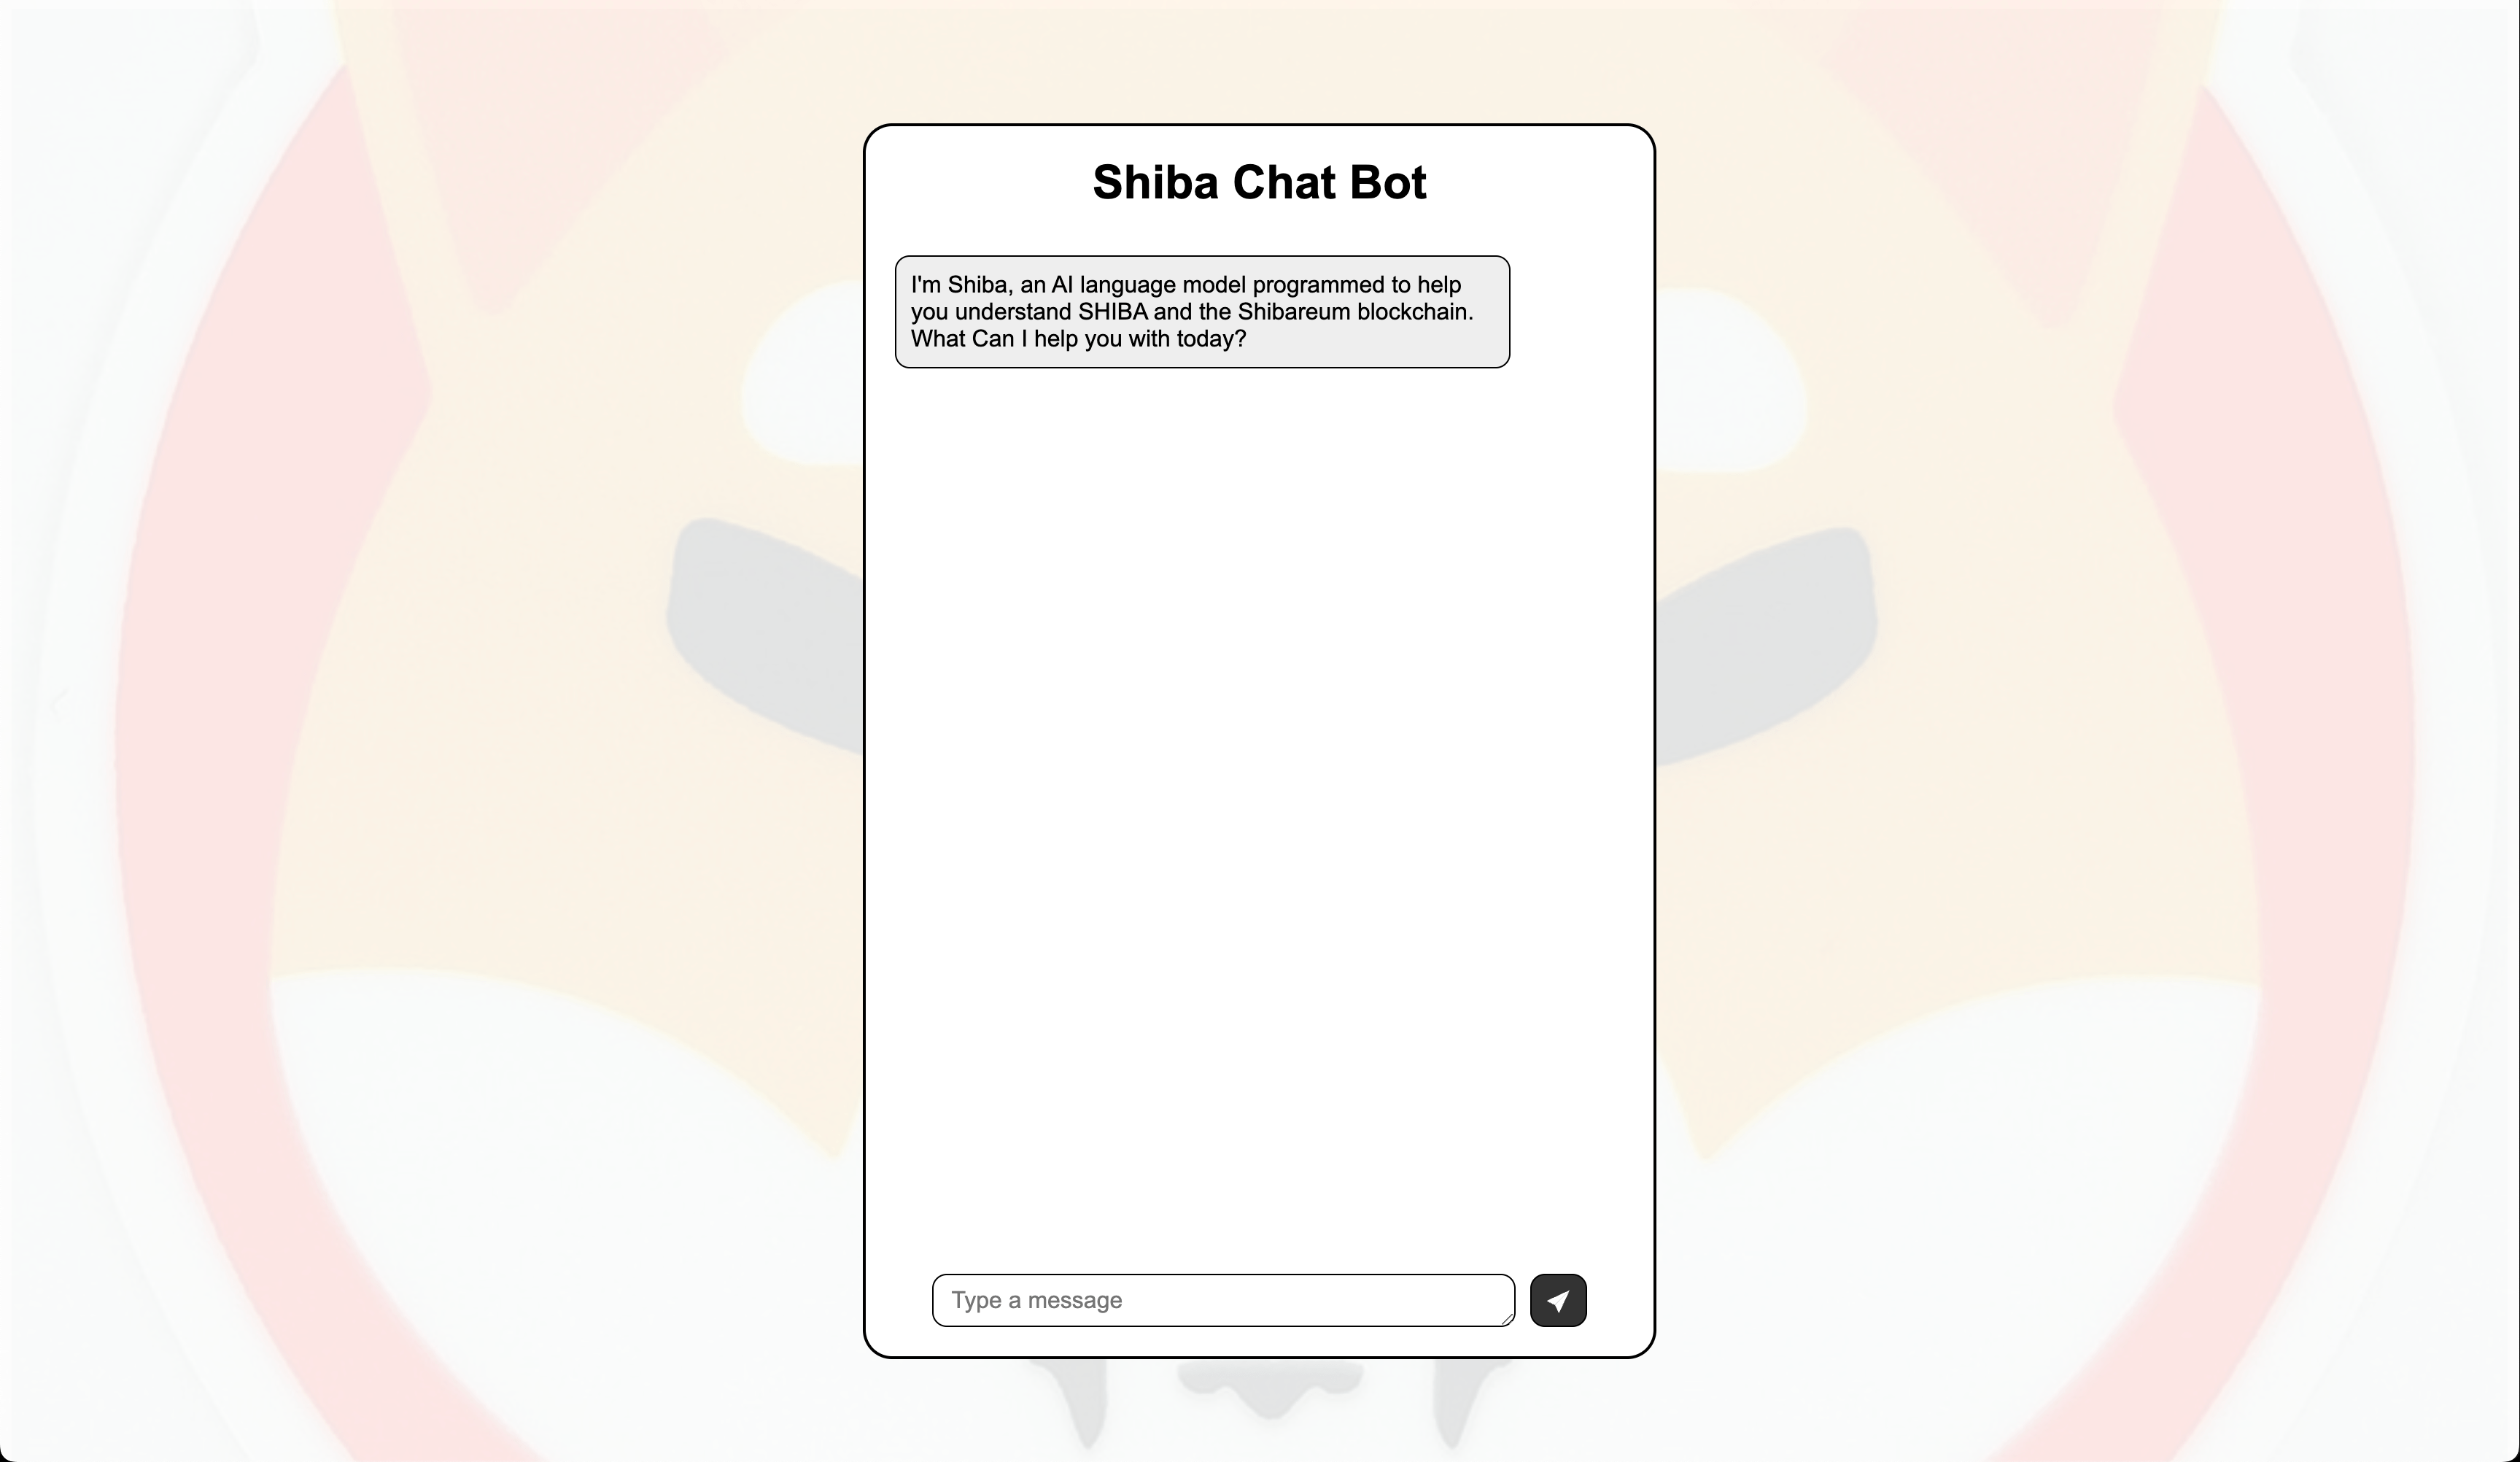 Shiba Chat Bot
I'm Shiba, an AI language model programmed to help
you understand SHIBA and the Shibareum blockchain.
What Can I help you with today?
Type a message